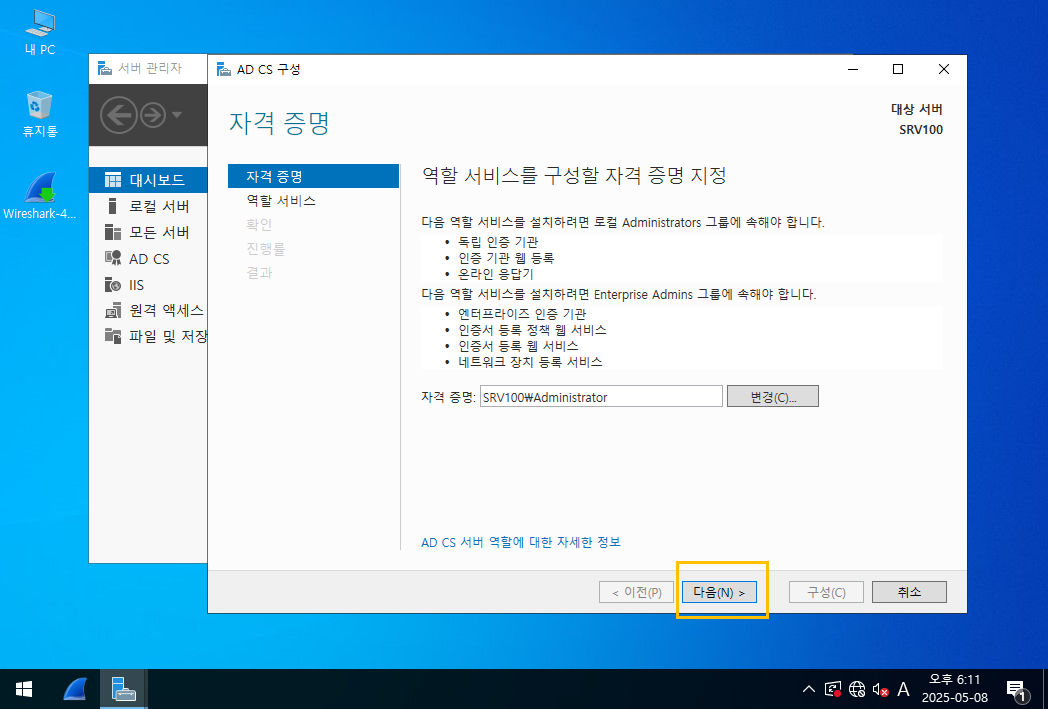 내 PC
휴지통
Wireshark-4...
서버 관리자
대시보드
로컬 서버
모든 서버
AD CS
IIS
원격 액세스
파일 및 저장
AD CS 구성
자격 증명
대상 서버
SRV100
자격 증명
역할 서비스
확인
진행률
결과
역할 서비스를 구성할 자격 증명 지정
다음 역할 서비스를 설치하려면 로컬 Administrators 그룹에 속해야 합니다.
• 독립 인증 기관
• 인증 기관 웹 등록
• 온라인 응답기
다음 역할 서비스를 설치하려면 Enterprise Admins 그룹에 속해야 합니다.
• 엔터프라이즈 인증 기관
• 인증서 등록 정책 웹 서비스
• 인증서 등록 웹 서비스
• 네트워크 장치 등록 서비스
자격 증명: SRV100₩Administrator 변경(C)...
AD CS 서버 역할에 대한 자세한 정보
< 이전(P) 다음(N) > 구성(C) 취소
A
오후 6:11
2025-05-08
1